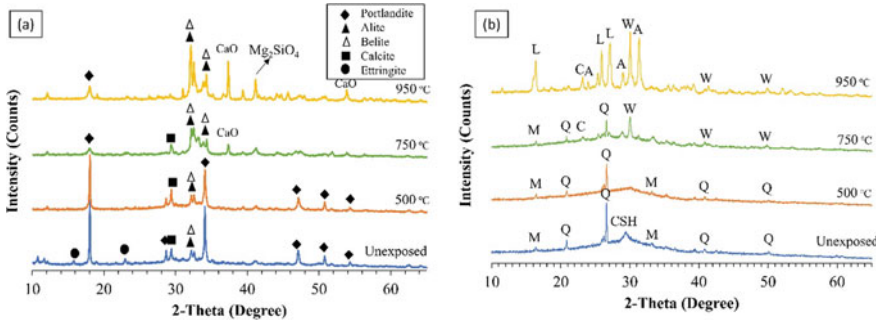 (a)
◆ Portlandite
▲ Alite
△ Belite
■ Calcite
● Ettringite
CaO
Mg₂SiO₄
CaO
950 °C
CaO
750 °C
500 °C
Unexposed
Intensity (Counts)
10 20 30 40 50 60
2-Theta (Degree)
(b)
L C A L L A W A W W
950 °C
M Q C Q W W W
750 °C
M Q Q M Q Q
500 °C
M Q Q CSH M Q Q
Unexposed
Intensity (Counts)
10 20 30 40 50 60
2-Theta (Degree)